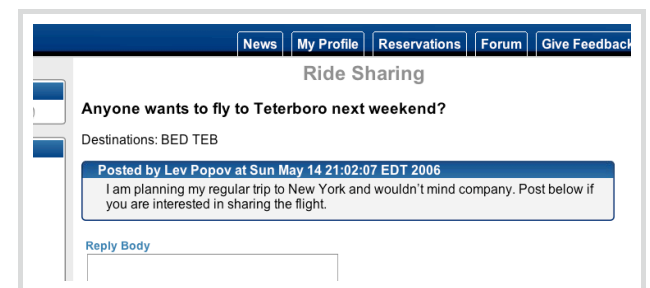 News My Profile Reservations Forum Give Feedback
Ride Sharing
Anyone wants to fly to Teterboro next weekend?
Destinations: BED TEB
Posted by Lev Popov at Sun May 14 21:02:07 EDT 2006
I am planning my regular trip to New York and wouldn't mind company. Post below if
you are interested in sharing the flight.
Reply Body